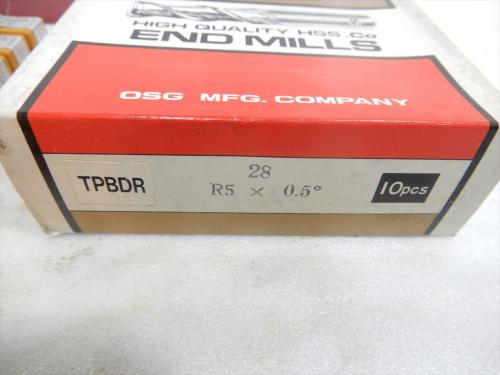 HIGH QUALITY HSS.Co
END MILLS
OSG MFG. COMPANY
TPBDR
28
R5 × 0.5°
10pcs